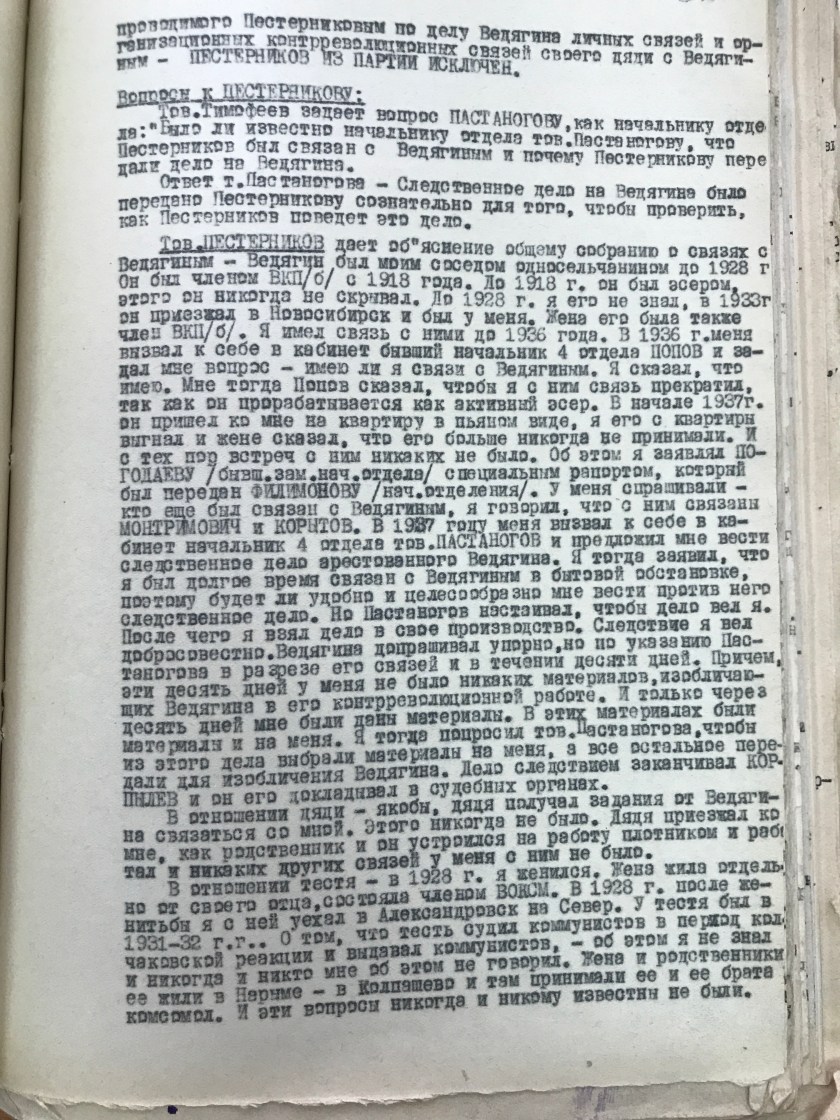 проводимого Пестерниковым по делу Ведягина личных связей и ор-
ганизационных контрреволюционных связей своего дяди с Ведяги-
ным - ПЕСТЕРНИКОВ ИЗ ПАРТИИ ИСКЛЮЧЕН.
Вопросы к ПЕСТЕРНИКОВУ:
Тов.Тимофеев задает вопрос ПАСТАНОГОВУ,как начальнику отде
ла:"Было ли известно начальнику отдела тов.Пастаногову, что
Пестерников был связан с Ведягиным и почему Пестерникову пере
дали дело на Ведягина.
Ответ т.Пастаногова - Следственное дело на Ведягина было
передано Пестерникову сознательно для того, чтобы проверить,
как Пестерников поведет это дело.
Тов.ПЕСТЕРНИКОВ дает об"яснение общему собранию о связях с
Ведягиным - Ведягин был моим соседом односельчанином до 1928 г
Он был членом ВКП/б/ с 1918 года. До 1918 г. он был эсером,
этого он никогда не скрывал. До 1928 г. я его не знал, в 1933г
он приезжал в Новосибирск и был у меня. Жена его была также
член ВКП/б/. Я имел связь с ними до 1936 года. В 1936 г.меня
вызвал к себе в кабинет бывший начальник 4 отдела ПОПОВ и за-
дал мне вопрос - имею ли я связи с Ведягиным. Я сказал, что
имею. Мне тогда Попов сказал, чтобы я с ним связь прекратил,
так как он прорабатывается как активный эсер. В начале 1937г.
он пришел ко мне на квартиру в пьяном виде, я его с квартиры
выгнал и жене сказал, что его больше никогда не принимали. И
с тех пор встреч с ним никаких не было. Об этом я заявлял ПО-
ГОДАЕВУ /бывш.зам.нач.отдела/ специальным рапортом, который
был передан ФИЛИМОНОВУ /нач.отделения/. У меня спрашивали -
кто еще был связан с Ведягиным, я говорил, что с ним связаны
МОНТРИМОВИЧ и КОРЫТОВ. В 1937 году меня вызвал к себе в ка-
бинет начальник 4 отдела тов.ПАСТАНОГОВ и предложил мне вести
следственное дело арестованного Ведягина. Я тогда заявил, что
я был долгое время связан с Ведягиным в бытовой обстановке,
поэтому будет ли удобно и целесообразно мне вести против него
следственное дело. Но Пастаногов настаивал, чтобы дело вел я.
После чего я взял дело в свое производство. Следствие я вел
добросовестно.Ведягина допрашивал упорно,но по указанию Пас-
таногова в разрезе его связей и в течении десяти дней. Причем,
эти десять дней у меня не было никаких материалов,изобличаю-
щих Ведягина в его контрреволюционной работе. И только через
десять дней мне были даны материалы. В этих материалах были
материалы и на меня. Я тогда попросил тов.Пастаногова,чтобы
из этого дела выбрали материалы на меня, а все остальное пере-
дали для изобличения Ведягина. Дело следствием заканчивал КОР-
ПЫЛЕВ и он его докладывал в судебных органах.
В отношении дяди - якобы, дядя получал задания от Ведяги-
на связаться со мной. Этого никогда не было. Дядя приезжал ко
мне, как родственник и он устроился на работу плотником и рабо
тал и никаких других связей у меня с ним не было.
В отношении тестя - в 1928 г. я женился. Жена жила отдель-
но от своего отца,состояла членом ВЛКСМ. В 1928 г. после же-
нитьбы я с ней уехал в Александровск на Север. У тестя был в
1931-32 г.г.. О том, что тесть судил коммунистов в период кол
чаковской реакции и выдавал коммунистов, - об этом я не знал
и никогда и никто мне об этом не говорил. Жена и родственники
ее жили в Нарыме - в Колпашево и там принимали ее и ее брата
комсомол. И эти вопросы никогда и никому известны не были.